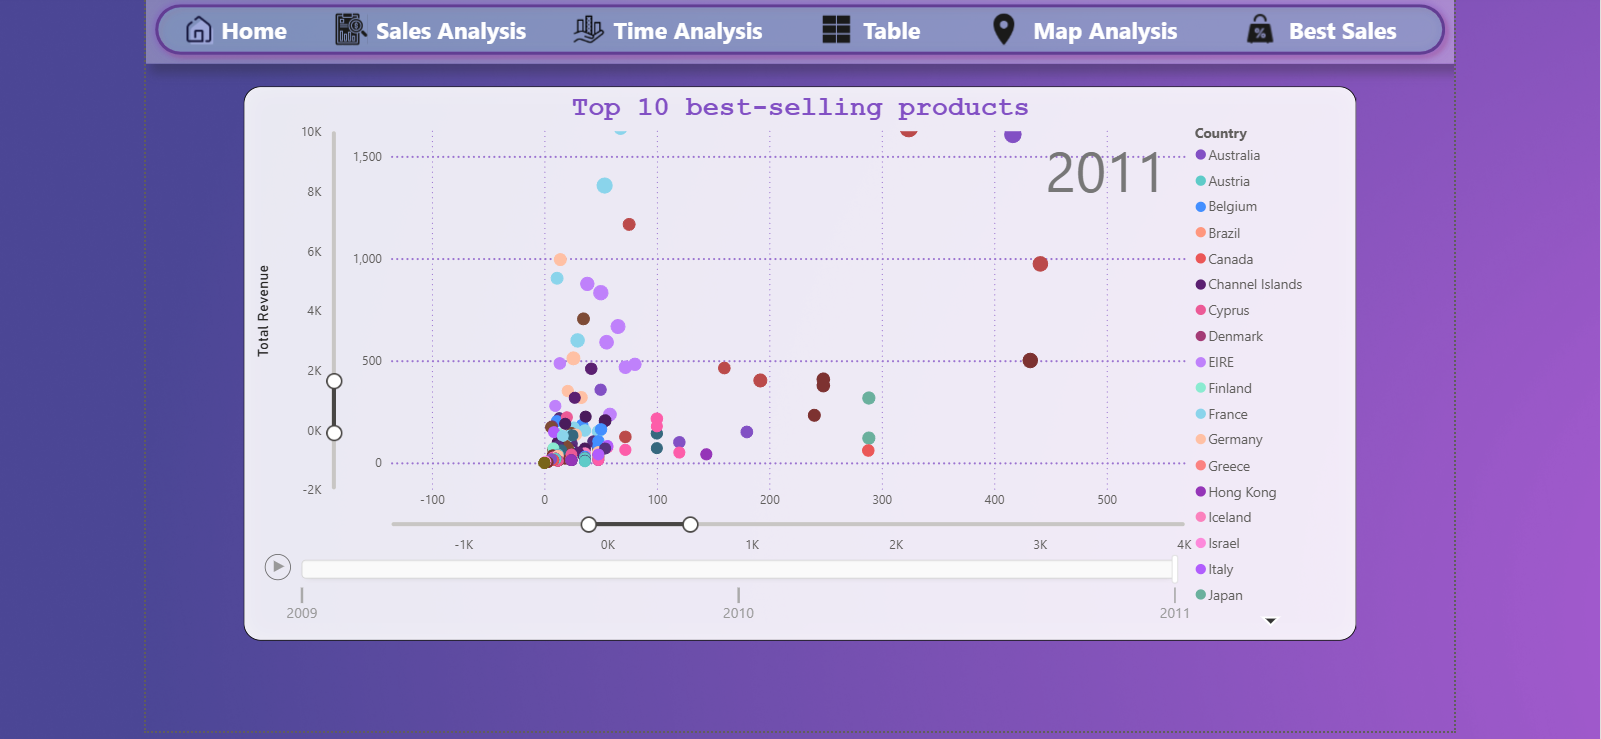 Home Sales Analysis Time Analysis Table Map Analysis Best Sales
Top 10 best-selling products
2011
Total Revenue
10K
8K
6K
4K
2K
0K
-2K
1,500
1,000
500
0
-100 0 100 200 300 400 500
-1K 0K 1K 2K 3K 4K
2009 2010 2011
Country
Australia
Austria
Belgium
Brazil
Canada
Channel Islands
Cyprus
Denmark
EIRE
Finland
France
Germany
Greece
Hong Kong
Iceland
Israel
Italy
Japan